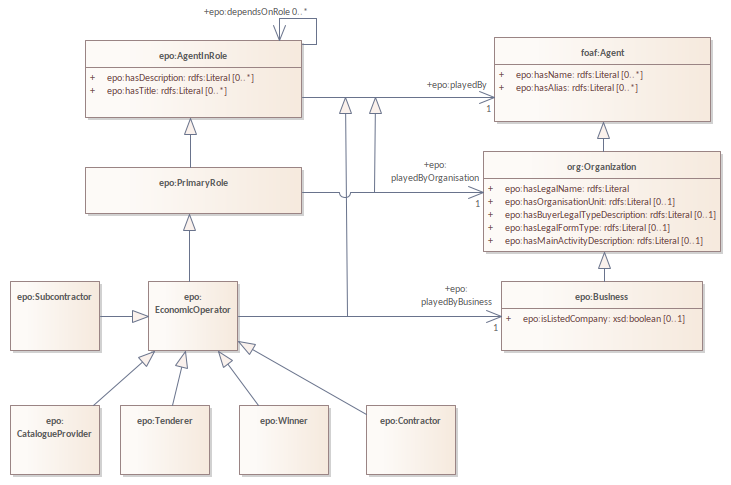 +epo:dependsOnRole 0..*
epo:AgentInRole
+ epo:hasDescription: rdfs:Literal [0..*]
+ epo:hasTitle: rdfs:Literal [0..*]
foaf:Agent
+ epo:hasName: rdfs:Literal [0..*]
+ epo:hasAlias: rdfs:Literal [0..*]
+epo:playedBy
1
epo:PrimaryRole
+epo:
playedByOrganisation
1
org:Organization
+ epo:hasLegalName: rdfs:Literal
+ epo:hasOrganisationUnit: rdfs:Literal [0..1]
+ epo:hasBuyerLegalTypeDescription: rdfs:Literal [0..1]
+ epo:hasLegalFormType: rdfs:Literal [0..1]
+ epo:hasMainActivityDescription: rdfs:Literal [0..1]
epo:Subcontractor
epo:
EconomicOperator
+epo:
playedByBusiness
1
epo:Business
+ epo:isListedCompany: xsd:boolean [0..1]
epo:
CatalogueProvider
epo:Tenderer
epo:Winner
epo:Contractor